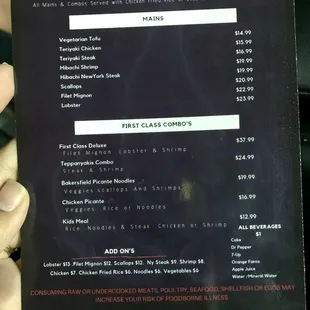 All Mains & Combos Served with Chicken Fried Rice or
MAINS
Vegetarian Tofu $14.99
Teriyaki Chicken $15.99
Teriyaki Steak $16.99
Hibachi Shrimp $19.99
Hibachi NewYork Steak $19.99
Scallops $20.99
Filet Mignon $22.99
Lobster $23.99
FIRST CLASS COMBO'S
First Class Deluxe $37.99
Filet Mignon Lobster & Shrimp
Teppanyakis Combo $24.99
Steak & Shrimp
Bakersfield Picante Noodles $19.99
Veggies scallops And Shrimps
Chicken Picante $16.99
Veggies Rice or Noodles
Kids Meal $12.99
Rice Noodles & Steak Chicken or Shrimp
ALL BEVERAGES
$1
Coke
Dr Pepper
7-Up
Orange Fanta
Apple Juice
Water /Mineral Water
ADD ON'S
Lobster $13. Filet Mignon $12. Scallops $12. Ny Steak $9. Shrimp $8.
Chicken $7. Chicken Fried Rice $6. Noodles $6. Vegetables $6
CONSUMING RAW OR UNDERCOOKED MEATS, POULTRY, SEAFOOD, SHELLFISH OR EGGS MAY
INCREASE YOUR RISK OF FOODBORNE ILLNESS